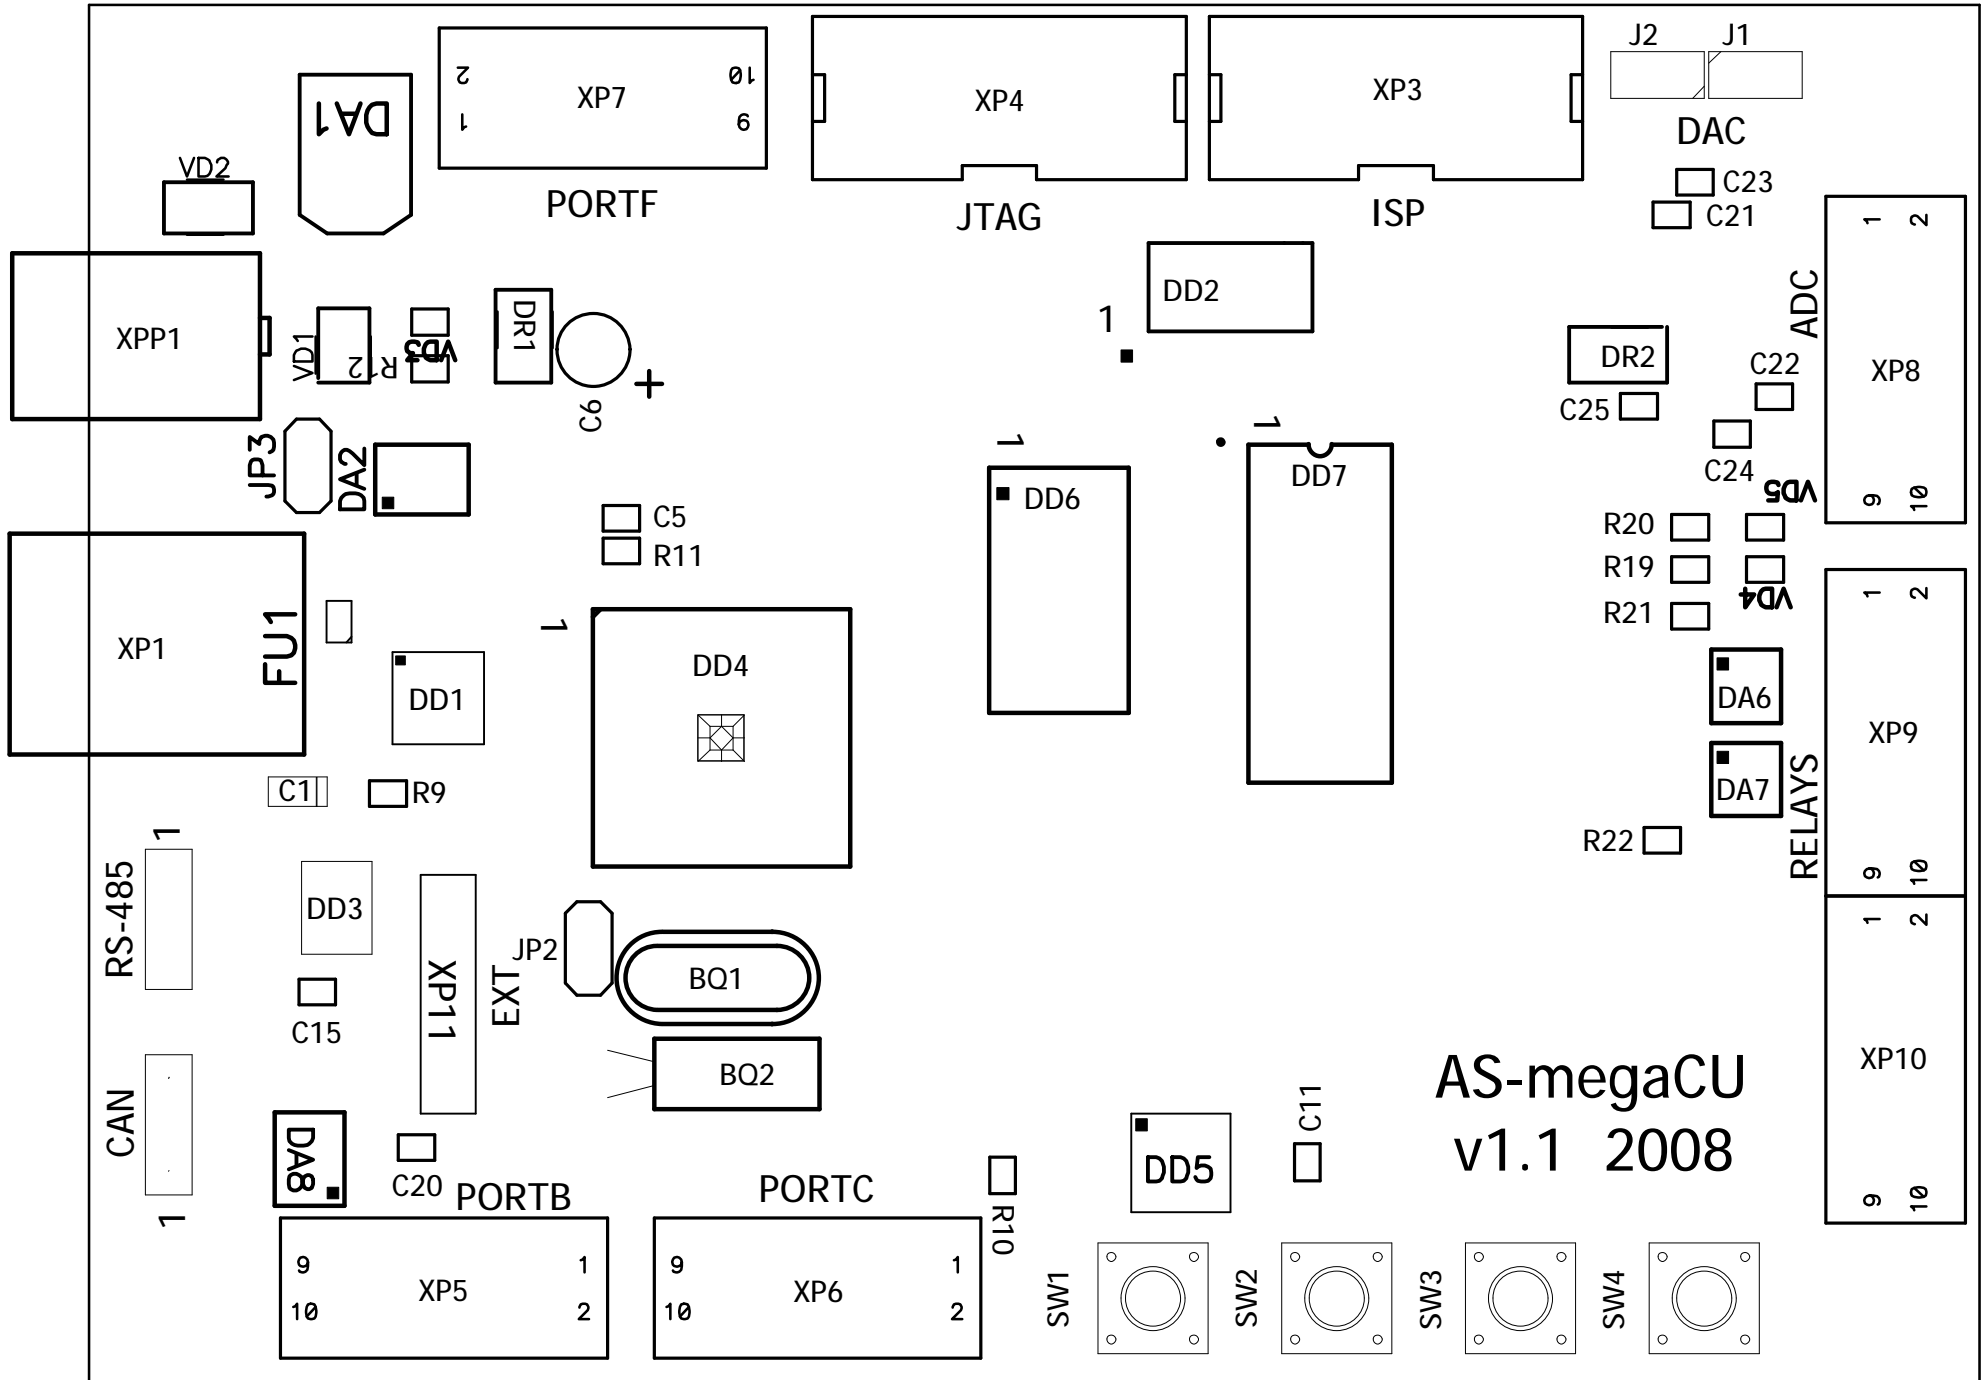 J2
J1
DAC
XP7
2
1
10
9
PORTF
XP4
JTAG
XP3
ISP
DA1
VD2
C23
C21
XPP1
VD1
R12
VD3
DR1
C6
+
1
DD2
DR2
C25
C22
C24
ADC
XP8
1
2
9
10
JP3
DA2
C5
R11
1
DD6
1
DD7
VD5
R20
R19
R21
VD4
XP1
FU1
DD1
1
DD4
DA6
DA7
R22
RELAYS
XP9
1
2
9
10
C1
R9
RS-485
1
DD3
C15
XP11
EXT
JP2
BQ1
BQ2
CAN
1
DA8
C20
PORTB
PORTC
R10
DD5
C11
AS-megaCU
v1.1 2008
XP10
1
2
9
10
XP5
9
10
1
2
XP6
9
10
1
2
SW1
SW2
SW3
SW4